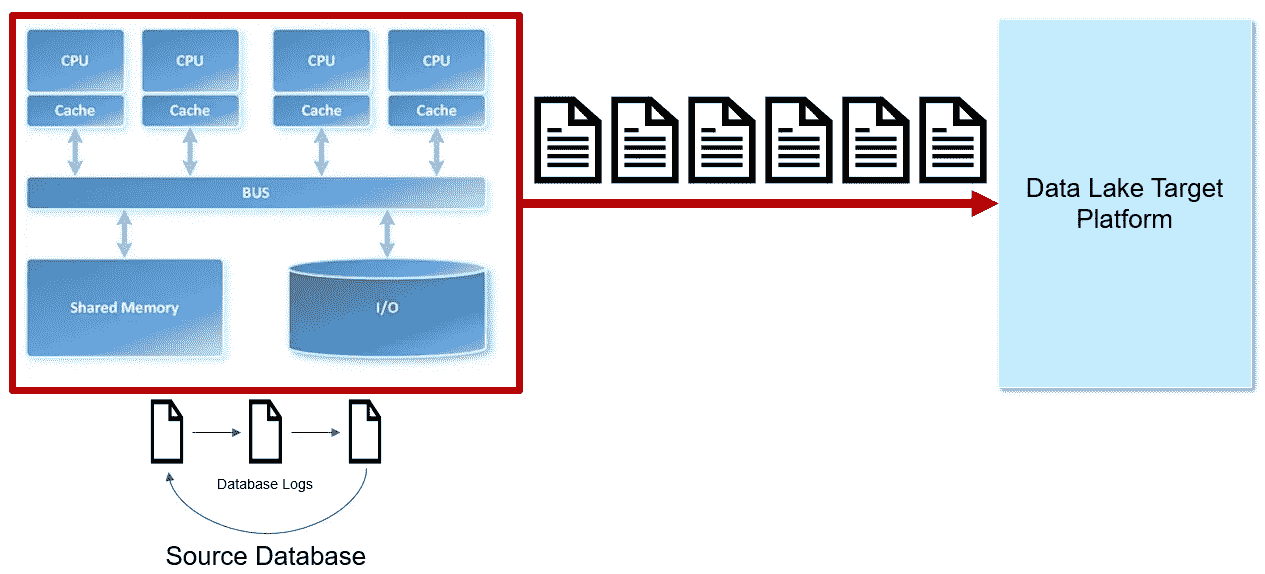 CPU
CPU
CPU
CPU
Cache
Cache
Cache
Cache
BUS
Shared Memory
I/O
Data Lake Target
Platform
Database Logs
Source Database